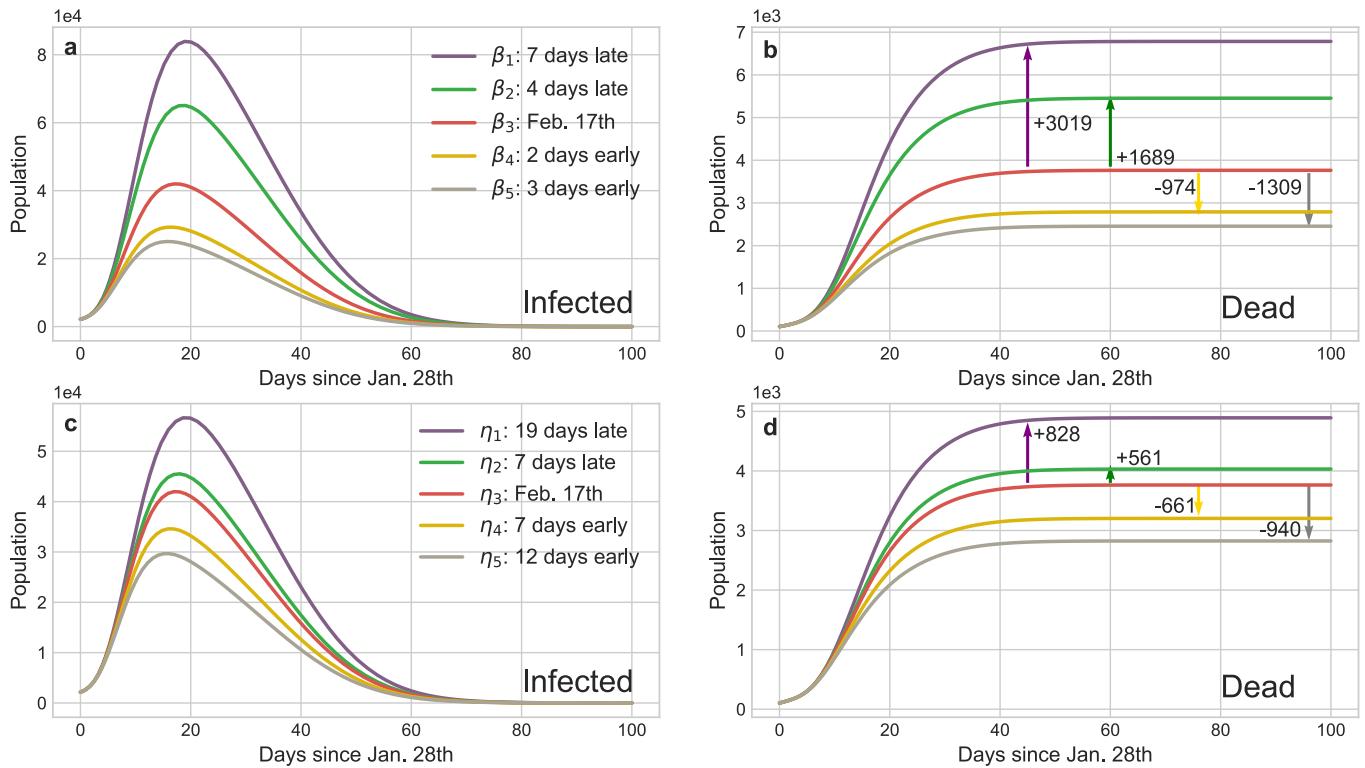 1e4
a
8
6
4
2
0
Population
β₁: 7 days late
β₂: 4 days late
β₃: Feb. 17th
β₄: 2 days early
β₅: 3 days early
Infected
0 20 40 60 80 100
Days since Jan. 28th
1e3
b
7
6
5
4
3
2
1
0
Population
+3019
+1689
-974
-1309
Dead
0 20 40 60 80 100
Days since Jan. 28th
1e4
c
5
4
3
2
1
0
Population
η₁: 19 days late
η₂: 7 days late
η₃: Feb. 17th
η₄: 7 days early
η₅: 12 days early
Infected
0 20 40 60 80 100
Days since Jan. 28th
1e3
d
5
4
3
2
1
0
Population
+828
+561
-661
-940
Dead
0 20 40 60 80 100
Days since Jan. 28th